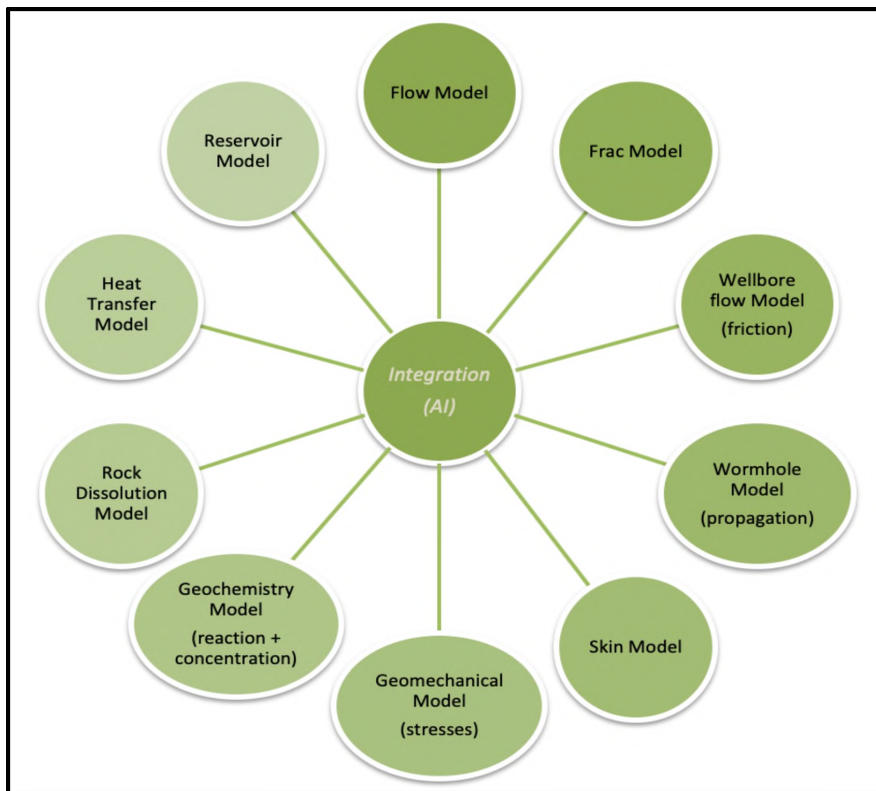 Flow Model
Frac Model
Reservoir
Model
Wellbore
flow Model
(friction)
Heat
Transfer
Model
Integration
(AI)
Wormhole
Model
(propagation)
Rock
Dissolution
Model
Geochemistry
Model
(reaction +
concentration)
Skin Model
Geomechanical
Model
(stresses)